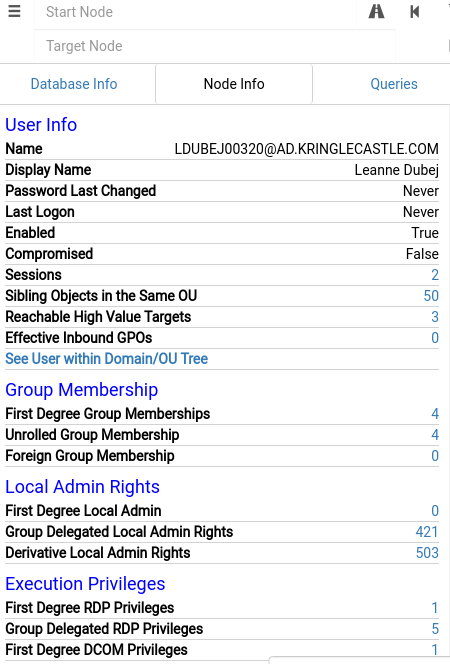 Start Node
Target Node
Database Info Node Info Queries
User Info
Name LDUBEJ00320@AD.KRINGLECASTLE.COM
Display Name Leanne Dubej
Password Last Changed Never
Last Logon Never
Enabled True
Compromised False
Sessions 2
Sibling Objects in the Same OU 50
Reachable High Value Targets 3
Effective Inbound GPOs 0
See User within Domain/OU Tree
Group Membership
First Degree Group Memberships 4
Unrolled Group Membership 4
Foreign Group Membership 0
Local Admin Rights
First Degree Local Admin 0
Group Delegated Local Admin Rights 421
Derivative Local Admin Rights 503
Execution Privileges
First Degree RDP Privileges 1
Group Delegated RDP Privileges 5
First Degree DCOM Privileges 1